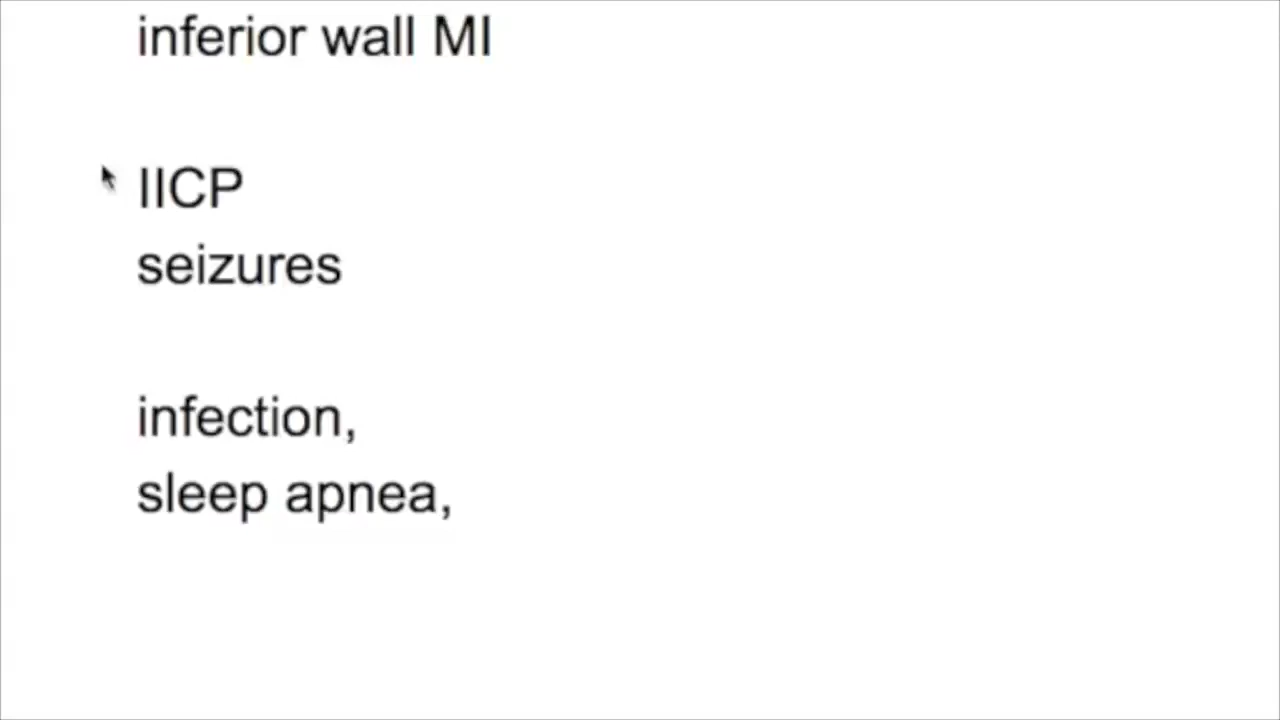 inferior wall MI
IICP
seizures
infection,
sleep apnea,